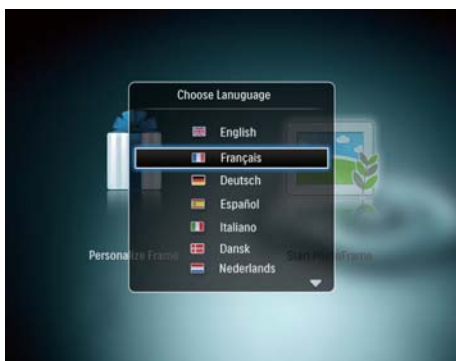 Choose Lanuguage
English
Français
Deutsch
Español
Italiano
Dansk
Nederlands
Personalize Frame
Start PhotoFrame